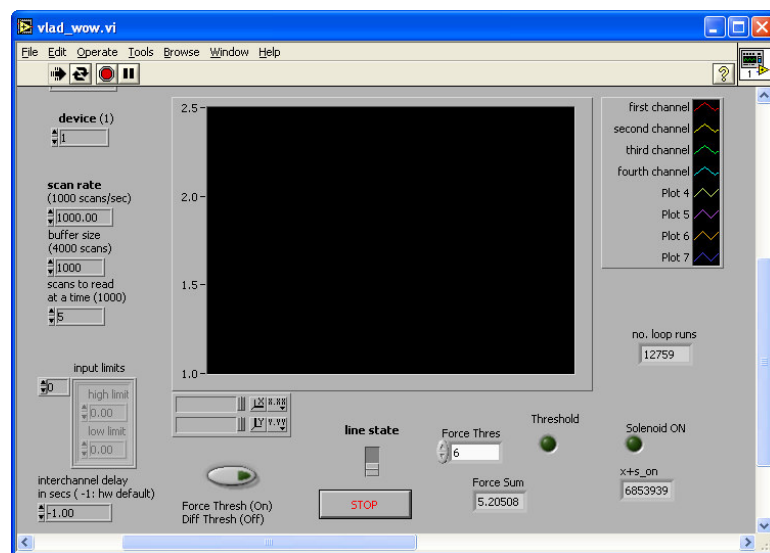 vlad_wow.vi
File Edit Operate Tools Browse Window Help
1
device (1)
1
scan rate
(1000 scans/sec)
1000.00
buffer size
(4000 scans)
1000
scans to read
at a time (1000)
5
input limits
0
high limit
0.00
low limit
0.00
interchannel delay
in secs ( -1: hw default)
-1.00
2.5
2.0
1.5
1.0
first channel
second channel
third channel
fourth channel
Plot 4
Plot 5
Plot 6
Plot 7
no. loop runs
12759
X X.XX
Y Y.YY
line state
STOP
Force Thresh (On)
Diff Thresh (Off)
Force Thres
6
Threshold
Solenoid ON
Force Sum
5.20508
x+s_on
6853939